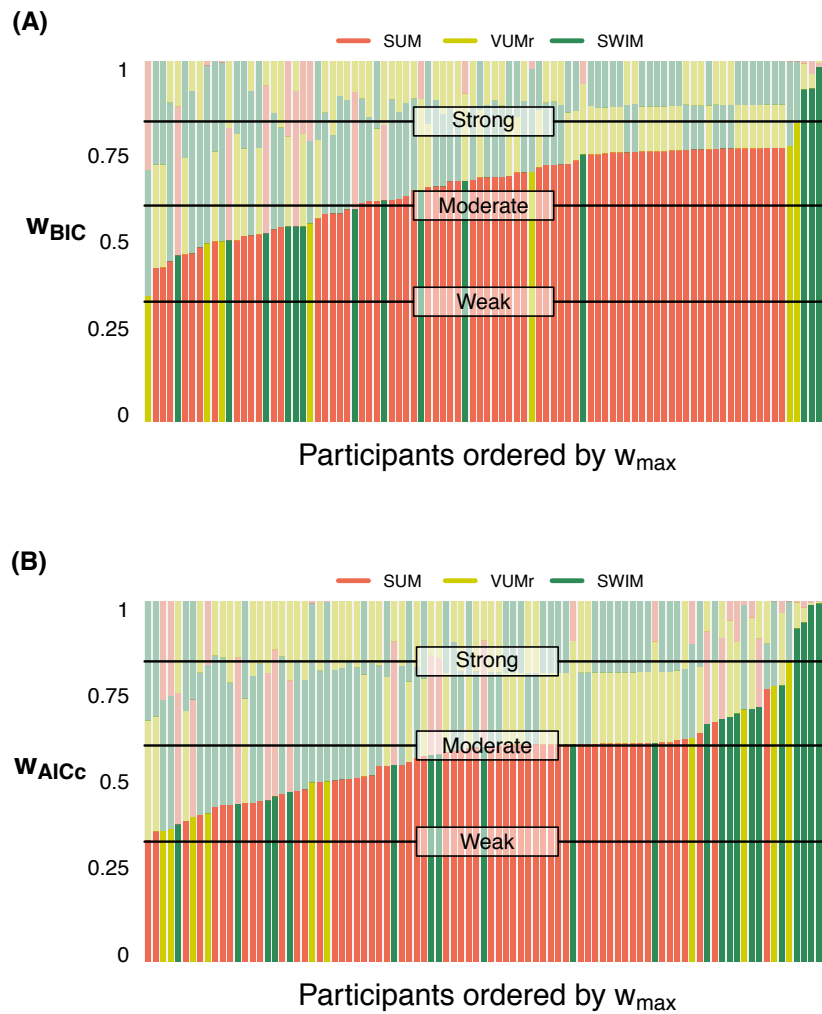 (A)
SUM VUMr SWIM
1
Strong
0.75
Moderate
wBIC
0.5
Weak
0.25
0
Participants ordered by wmax
(B)
SUM VUMr SWIM
1
Strong
0.75
Moderate
wAICc
0.5
Weak
0.25
0
Participants ordered by wmax